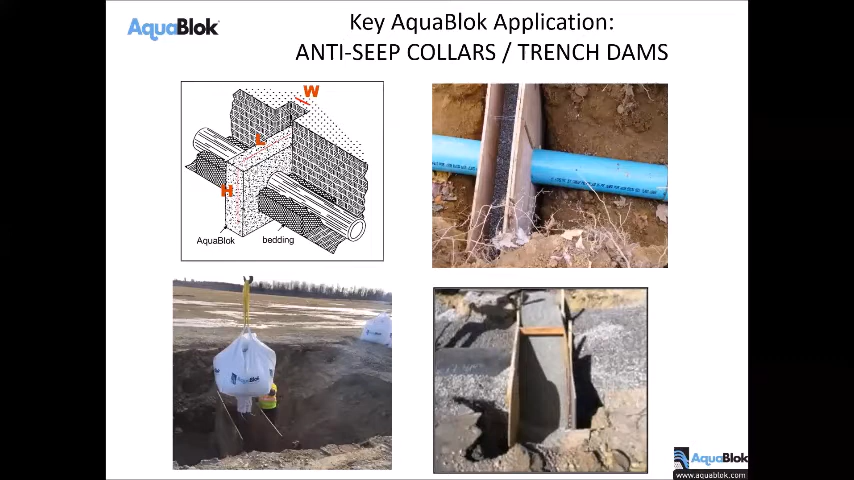 AquaBlok
Key AquaBlok Application:
ANTI-SEEP COLLARS / TRENCH DAMS
W
L
H
AquaBlok
bedding
AquaBlok
AquaBlok
www.aquablok.com